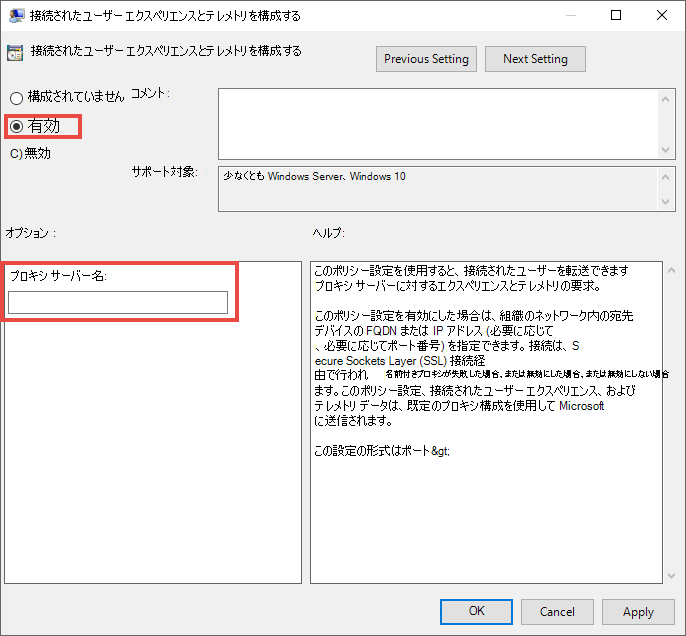 接続されたユーザー エクスペリエンスとテレメトリを構成する
接続されたユーザー エクスペリエンスとテレメトリを構成する
Previous Setting
Next Setting
構成されていません
コメント:
有効
C)無効
サポート対象:
少なくとも Windows Server、Windows 10
オプション:
ヘルプ:
プロキシ サーバー名:
このポリシー設定を使用すると、接続されたユーザーを転送できます
プロキシ サーバーに対するエクスペリエンスとテレメトリの要求。
このポリシー設定を有効にした場合は、組織のネットワーク内の宛先
デバイスの FQDN または IP アドレス (必要に応じて
、必要に応じてポート番号) を指定できます。接続は、S
ecure Sockets Layer (SSL) 接続経
由で行われ 名前付きプロキシが失敗した場合、または無効にした場合、または無効にしない場合
ます。このポリシー設定、接続されたユーザー エクスペリエンス、および
テレメトリ データは、既定のプロキシ構成を使用して Microsoft
に送信されます。
この設定の形式はポート&gt;
OK
Cancel
Apply